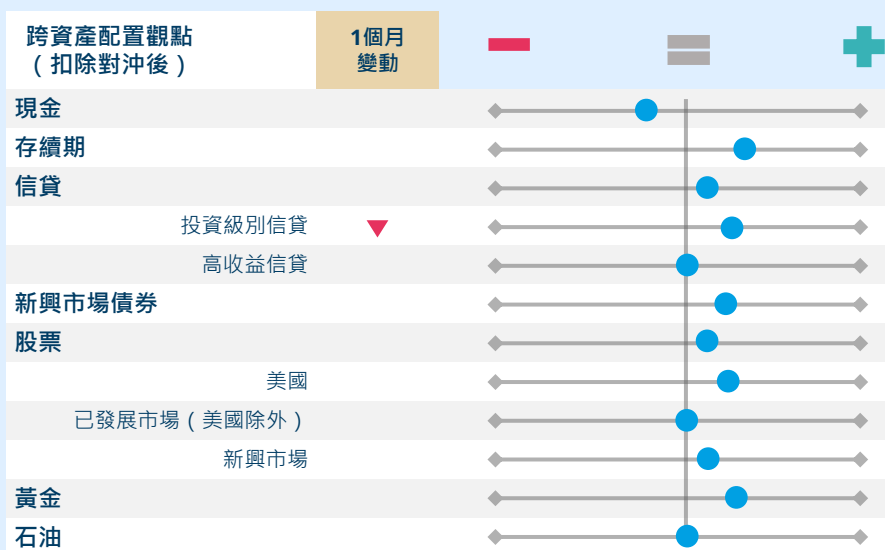 跨資產配置觀點
（扣除對沖後）
1個月
變動
現金
存續期
信貸
投資級別信貸
高收益信貸
新興市場債券
股票
美國
已發展市場（美國除外）
新興市場
黃金
石油